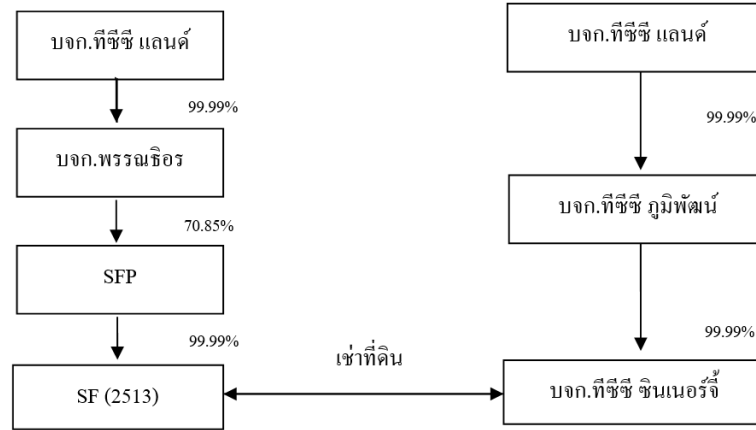 บจก.ทีซีซี แลนด์
99.99%
บจก.พรรณธิอร
70.85%
SFP
99.99%
SF (2513)
เช่าที่ดิน
บจก.ทีซีซี แลนด์
99.99%
บจก.ทีซีซี ภูมิพัฒน์
99.99%
บจก.ทีซีซี ซินเนอร์จี้